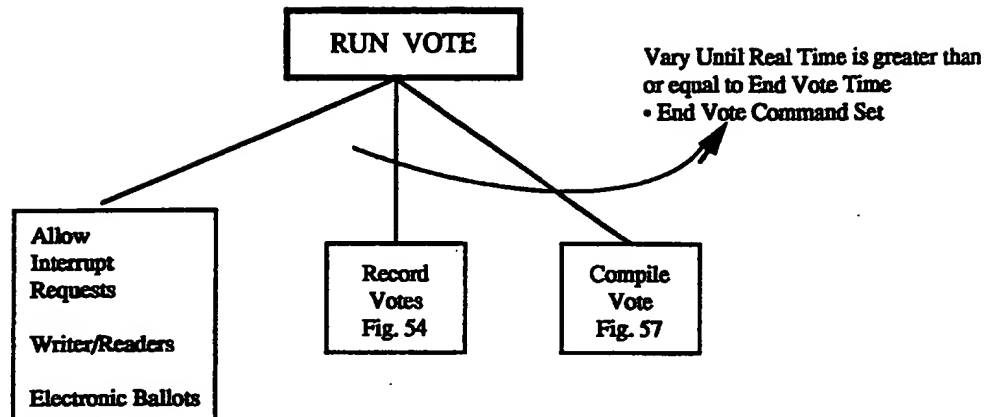 RUN VOTE
Vary Until Real Time is greater than
or equal to End Vote Time
• End Vote Command Set
Allow
Interrupt
Requests
Writer/Readers
Electronic Ballots
Record
Votes
Fig. 54
Compile
Vote
Fig. 57